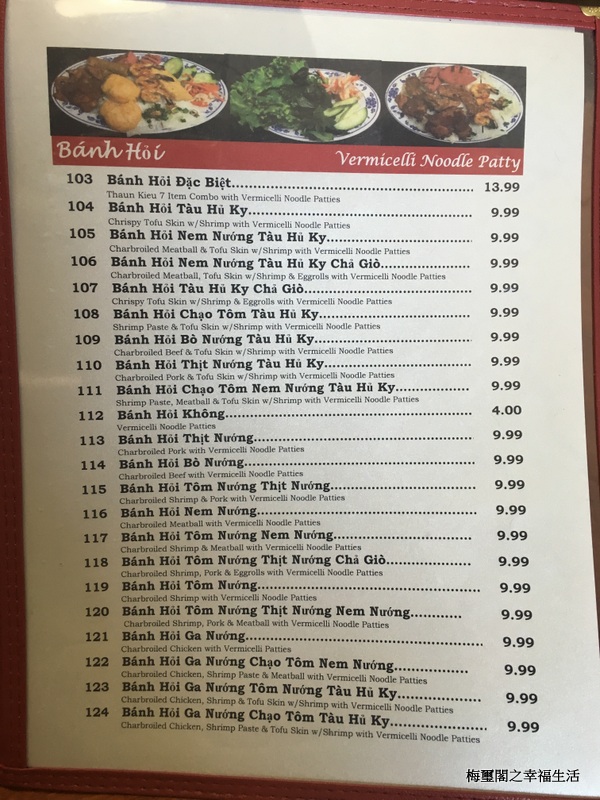 Bánh Hỏi
Vermicelli Noodle Patty
103 Bánh Hỏi Đặc Biệt 13.99
Thaun Kieu 7 Item Combo with Vermicelli Noodle Patties
104 Bánh Hỏi Tàu Hủ Ky 9.99
Chrispy Tofu Skin w/Shrimp with Vermicelli Noodle Patties
105 Bánh Hỏi Nem Nướng Tàu Hủ Ky 9.99
Charbroiled Meatball & Tofu Skin w/Shrimp with Vermicelli Noodle Patties
106 Bánh Hỏi Nem Nướng Tàu Hủ Ky Chả Giò 9.99
Charbroiled Meatball, Tofu Skin w/Shrimp & Eggrolls with Vermicelli Noodle Patties
107 Bánh Hỏi Tàu Hủ Ky Chả Giò 9.99
Chrispy Tofu Skin w/Shrimp & Eggrolls with Vermicelli Noodle Patties
108 Bánh Hỏi Chạo Tôm Tàu Hủ Ky 9.99
Shrimp Paste & Tofu Skin w/Shrimp with Vermicelli Noodle Patties
109 Bánh Hỏi Bò Nướng Tàu Hủ Ky 9.99
Charbroiled Beef & Tofu Skin w/Shrimp with Vermicelli Noodle Patties
110 Bánh Hỏi Thịt Nướng Tàu Hủ Ky 9.99
Charbroiled Pork & Tofu Skin w/Shrimp with Vermicelli Noodle Patties
111 Bánh Hỏi Chạo Tôm Nem Nướng Tàu Hủ Ky 9.99
Shrimp Paste, Meatball & Tofu Skin w/Shrimp with Vermicelli Noodle Patties
112 Bánh Hỏi Không 4.00
Vermicelli Noodle Patties
113 Bánh Hỏi Thịt Nướng 9.99
Charbroiled Pork with Vermicelli Noodle Patties
114 Bánh Hỏi Bò Nướng 9.99
Charbroiled Beef with Vermicelli Noodle Patties
115 Bánh Hỏi Tôm Nướng Thịt Nướng 9.99
Charbroiled Shrimp & Pork with Vermicelli Noodle Patties
116 Bánh Hỏi Nem Nướng 9.99
Charbroiled Meatball with Vermicelli Noodle Patties
117 Bánh Hỏi Tôm Nướng Nem Nướng 9.99
Charbroiled Shrimp & Meatball with Vermicelli Noodle Patties
118 Bánh Hỏi Tôm Nướng Thịt Nướng Chả Giò 9.99
Charbroiled Shrimp, Pork & Eggrolls with Vermicelli Noodle Patties
119 Bánh Hỏi Tôm Nướng 9.99
Charbroiled Shrimp with Vermicelli Noodle Patties
120 Bánh Hỏi Tôm Nướng Thịt Nướng Nem Nướng 9.99
Charbroiled Shrimp, Pork & Meatball with Vermicelli Noodle Patties
121 Bánh Hỏi Ga Nướng 9.99
Charbroiled Chicken with Vermicelli Patties
122 Bánh Hỏi Ga Nướng Chạo Tôm Nem Nướng 9.99
Charbroiled Chicken, Shrimp Paste & Meatball with Vermicelli Noodle Patties
123 Bánh Hỏi Ga Nướng Tôm Nướng Tàu Hủ Ky 9.99
Charbroiled Chicken, Shrimp & Tofu Skin w/Shrimp with Vermicelli Noodle Patties
124 Bánh Hỏi Ga Nướng Chạo Tôm Tàu Hủ Ky 9.99
Charbroiled Chicken, Shrimp Paste & Tofu Skin w/Shrimp with Vermicelli Noodle Patties
梅璽閣之幸福生活